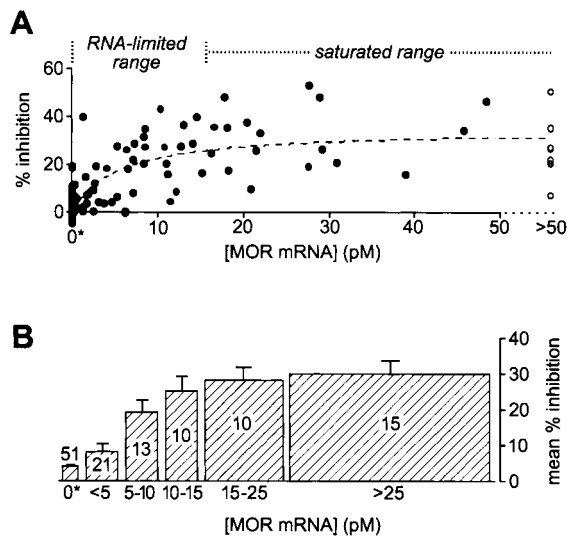 A
RNA-limited range
saturated range
% inhibition
60
40
20
0
0* 10 20 30 40 50 >50
[MOR mRNA] (pM)
B
mean % inhibition
40
30
20
10
0
51 21 13 10 10 15
0* <5 5-10 10-15 15-25 >25
[MOR mRNA] (pM)